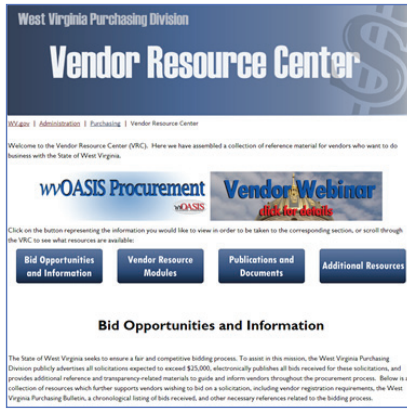 West Virginia Purchasing Division
Vendor Resource Center
WV.gov | Administration | Purchasing | Vendor Resource Center
Welcome to the Vendor Resource Center (VRC). Here we have assembled a collection of reference material for vendors who want to do
business with the State of West Virginia.
wvOASIS Procurement
wvOASIS
Vendor Webinar
click for details
Click on the button representing the information you would like to view in order to be taken to the corresponding section, or scroll through
the VRC to see what resources are available:
Bid Opportunities
and Information
Vendor Resource
Modules
Publications and
Documents
Additional Resources
Bid Opportunities and Information
The State of West Virginia seeks to ensure a fair and competitive bidding process. To assist in this mission, the West Virginia Purchasing
Division publicly advertises all solicitations expected to exceed $25,000, electronically publishes all bids received for these solicitations, and
provides additional reference and transparency-related materials to guide and inform vendors throughout the procurement process. Below is a
collection of resources which further supports vendors wishing to bid on a solicitation, including vendor registration requirements, the West
Virginia Purchasing Bulletin, a chronological listing of bids received, and other necessary references related to the bidding process.